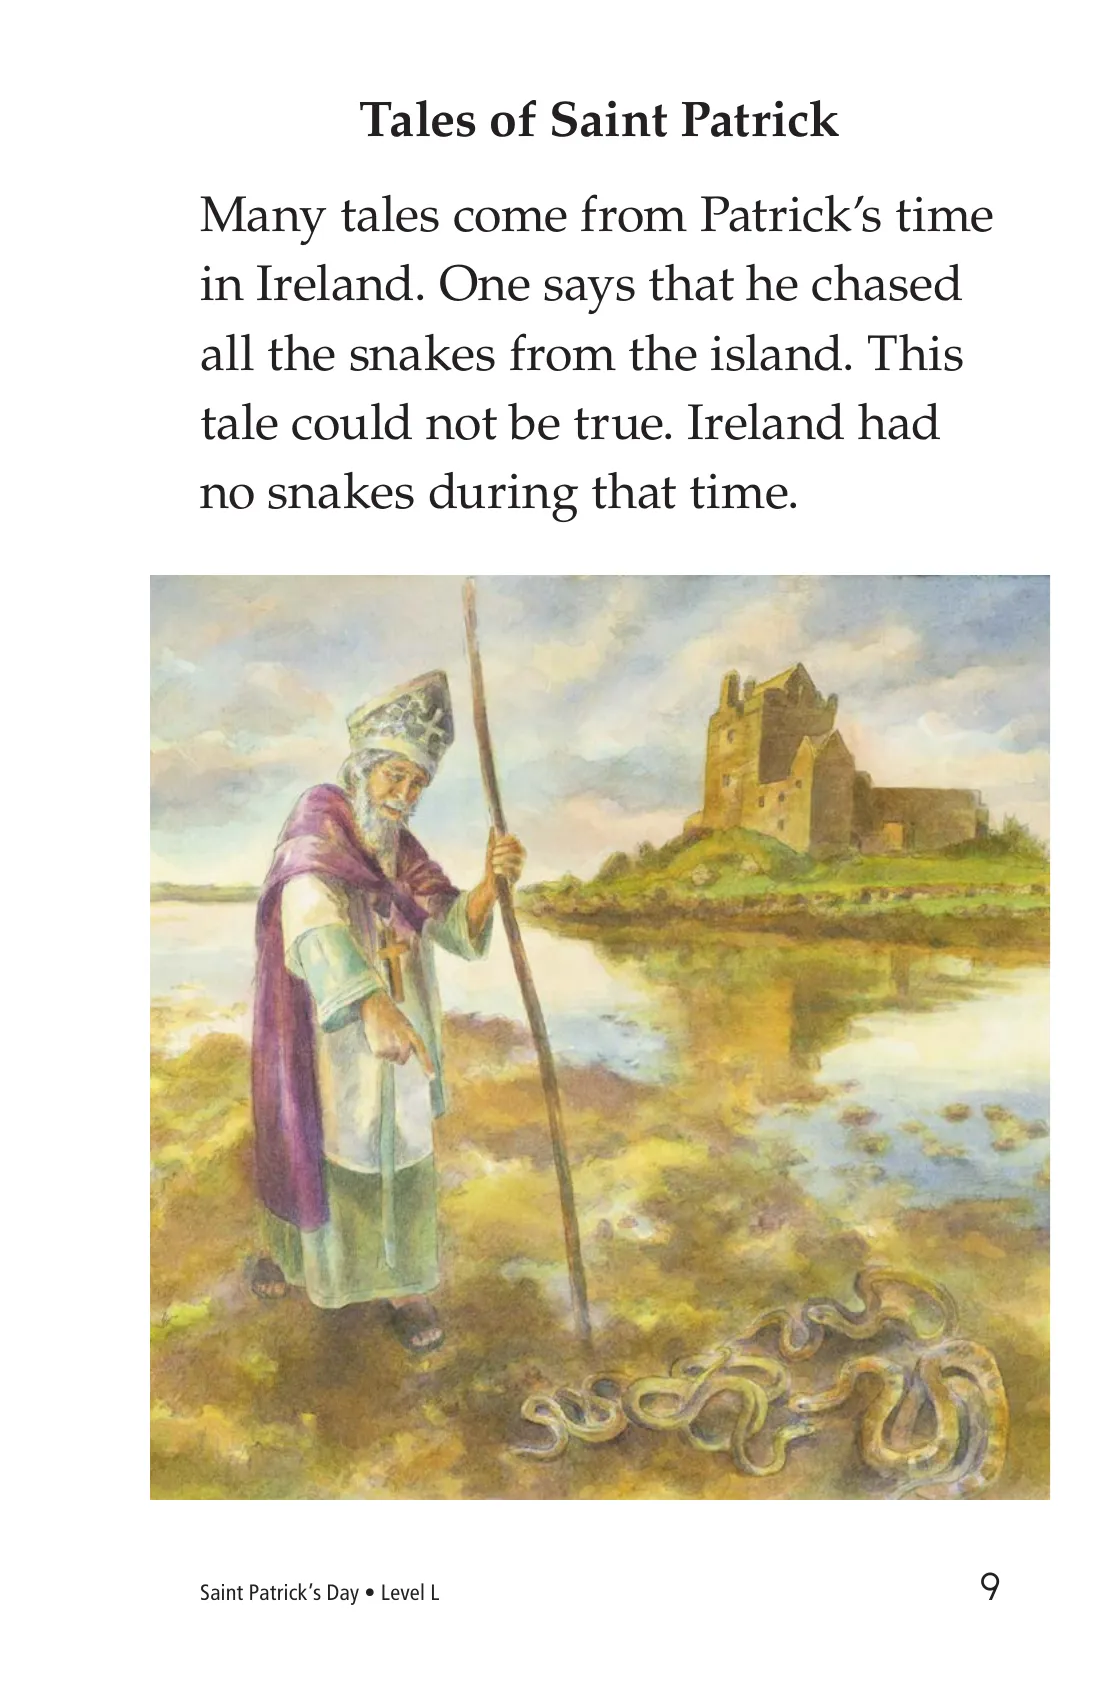 Tales of Saint Patrick
Many tales come from Patrick’s time
in Ireland. One says that he chased
all the snakes from the island. This
tale could not be true. Ireland had
no snakes during that time.
Saint Patrick’s Day • Level L
9